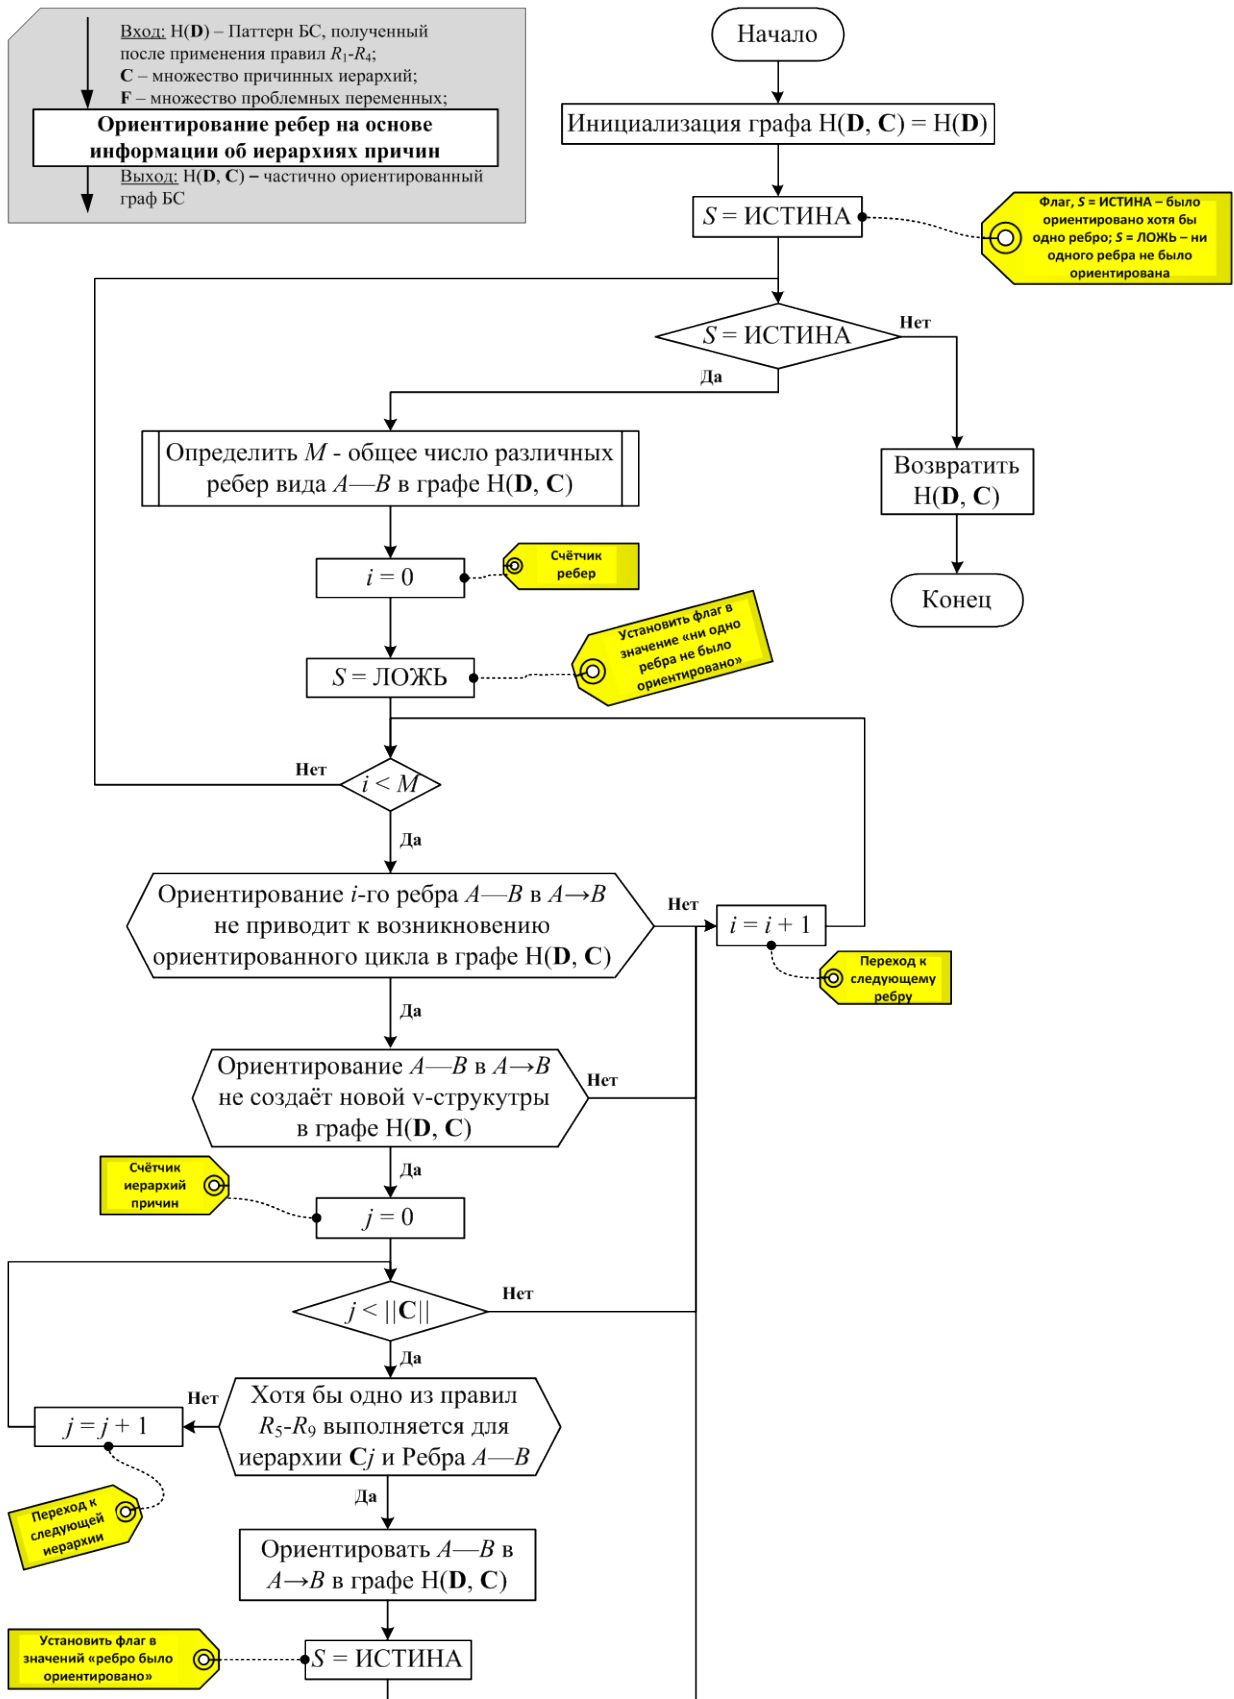 Вход: H(D) – Паттерн БС, полученный
после применения правил R1-R4;
C – множество причинных иерархий;
F – множество проблемных переменных;
Ориентирование ребер на основе
информации об иерархиях причин
Выход: H(D, C) – частично ориентированный
граф БС
Начало
Инициализация графа H(D, C) = H(D)
S = ИСТИНА
Флаг, S = ИСТИНА – было
ориентировано хотя бы
одно ребро; S = ЛОЖЬ – ни
одного ребра не было
ориентирована
S = ИСТИНА
Нет
Да
Определить M - общее число различных
ребер вида A—B в графе H(D, C)
Возвратить
H(D, C)
Конец
i = 0
Счётчик
ребер
S = ЛОЖЬ
Установить флаг в
значение «ни одно
ребра не было
ориентировано»
i < M
Нет
Да
Ориентирование i-го ребра A—B в A→B
не приводит к возникновению
ориентированного цикла в графе H(D, C)
Нет
i = i + 1
Переход к
следующему
ребру
Да
Ориентирование A—B в A→B
не создаёт новой v-струкутры
в графе H(D, C)
Нет
Да
Счётчик
иерархий
причин
j = 0
j < ||C||
Нет
Да
Хотя бы одно из правил
R5-R9 выполняется для
иерархии Cj и Ребра A—B
Нет
j = j + 1
Переход к
следующей
иерархии
Да
Ориентировать A—B в
A→B в графе H(D, C)
Установить флаг в
значений «ребро было
ориентировано»
S = ИСТИНА